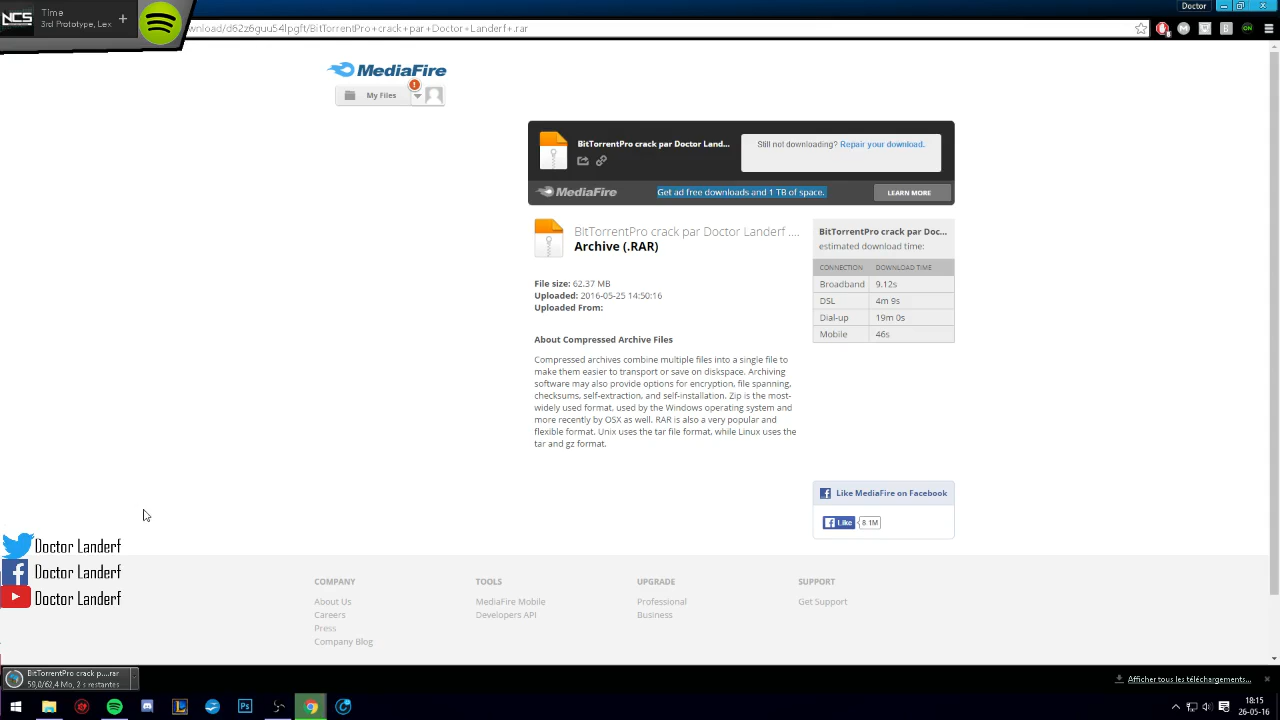 NCS
Time
3rd Prototype, Lex
+
Doctor
wnload/d62z6guu54lpgft/BitTorrentPro+crack+par+Doctor+Landerf+.rar
MediaFire
My Files
!
BitTorrentPro crack par Doctor Land...
Still not downloading? Repair your download.
MediaFire
Get ad free downloads and 1 TB of space.
LEARN MORE
BitTorrentPro crack par Doctor Landerf ....
Archive (.RAR)
File size: 62.37 MB
Uploaded: 2016-05-25 14:50:16
Uploaded From:
About Compressed Archive Files
Compressed archives combine multiple files into a single file to
make them easier to transport or save on diskspace. Archiving
software may also provide options for encryption, file spanning,
checksums, self-extraction, and self-installation. Zip is the most-
widely used format, used by the Windows operating system and
more recently by OSX as well. RAR is also a very popular and
flexible format. Unix uses the tar file format, while Linux uses the
tar and gz format.
BitTorrentPro crack par Doc...
estimated download time:
CONNECTION DOWNLOAD TIME
Broadband 9.12s
DSL 4m 9s
Dial-up 19m 0s
Mobile 46s
Like MediaFire on Facebook
Like 8.1M
Doctor Landerf
Doctor Landerf
Doctor Landerf
COMPANY
About Us
Careers
Press
Company Blog
TOOLS
MediaFire Mobile
Developers API
UPGRADE
Professional
Business
SUPPORT
Get Support
BitTorrentPro crack p....rar
59,0/62,4 Mo, 2 s restantes
Afficher tous les téléchargements...
18:15
26-05-16